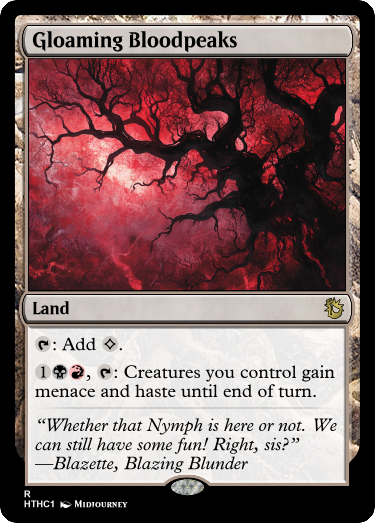 Gloaming Bloodpeaks
Land
: Add .
1, : Creatures you control gain
menace and haste until end of turn.
“Whether that Nymph is here or not. We
can still have some fun! Right, sis?”
—Blazette, Blazing Blunder
R
HTHC1 Midjourney